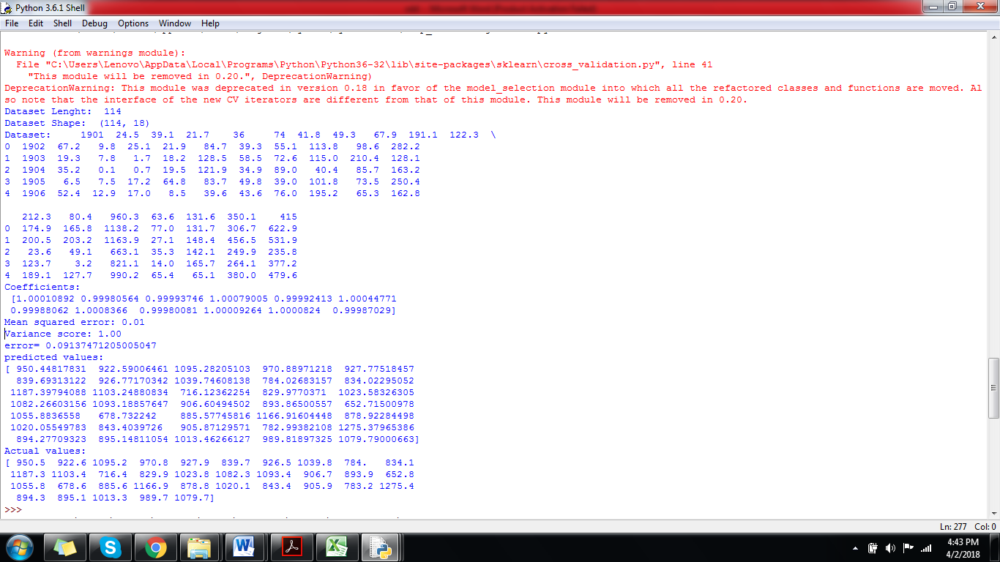 Python 3.6.1 Shell
File Edit Shell Debug Options Window Help
Warning (from warnings module):
File "C:\Users\Lenovo\AppData\Local\Programs\Python\Python36-32\lib\site-packages\sklearn\cross_validation.py", line 41
"This module will be removed in 0.20.", DeprecationWarning)
DeprecationWarning: This module was deprecated in version 0.18 in favor of the model_selection module into which all the refactored classes and functions are moved. Al
so note that the interface of the new CV iterators are different from that of this module. This module will be removed in 0.20.
Dataset Lenght: 114
Dataset Shape: (114, 18)
Dataset: 1901 24.5 39.1 21.7 36 74 41.8 49.3 67.9 191.1 122.3 \
0 1902 67.2 9.8 25.1 21.9 84.7 39.3 55.1 113.8 98.6 282.2
1 1903 19.3 7.8 1.7 18.2 128.5 58.5 72.6 115.0 210.4 128.1
2 1904 35.2 0.1 0.7 19.5 121.9 34.9 89.0 40.4 85.7 163.2
3 1905 6.5 7.5 17.2 64.8 83.7 49.8 39.0 101.8 73.5 250.4
4 1906 52.4 12.9 17.0 8.5 39.6 43.6 76.0 195.2 65.3 162.8
212.3 80.4 960.3 63.6 131.6 350.1 415
0 174.9 165.8 1138.2 77.0 131.7 306.7 622.9
1 200.5 203.2 1163.9 27.1 148.4 456.5 531.9
2 23.6 49.1 663.1 35.3 142.1 249.9 235.8
3 123.7 3.2 821.1 14.0 165.7 264.1 377.2
4 189.1 127.7 990.2 65.4 65.1 380.0 479.6
Coefficients:
[1.00010892 0.99980564 0.99993746 1.00079005 0.99992413 1.00044771
0.99988062 1.0008366 0.99980081 1.00009264 1.0000824 0.99987029]
Mean squared error: 0.01
Variance score: 1.00
error= 0.09137471205005047
predicted values:
[ 950.44817831 922.59006461 1095.28205103 970.88971218 927.77518457
839.69313122 926.77170342 1039.74608138 784.02683157 834.02295052
1187.39794088 1103.24880834 716.12362254 829.9770371 1023.58326305
1082.26603156 1093.18857647 906.60494502 893.86500557 652.71500978
1055.8836558 678.732242 885.57745816 1166.91604448 878.92284498
1020.05549783 843.4039726 905.87129571 782.99382108 1275.37965386
894.27709323 895.14811054 1013.46266127 989.81897325 1079.79000663]
Actual values:
[ 950.5 922.6 1095.2 970.8 927.9 839.7 926.5 1039.8 784. 834.1
1187.3 1103.4 716.4 829.9 1023.8 1082.3 1093.4 906.7 893.9 652.8
1055.8 678.6 885.6 1166.9 878.8 1020.1 843.4 905.9 783.2 1275.4
894.3 895.1 1013.3 989.7 1079.7]
>>>
Ln: 277 Col: 0
4:43 PM
4/2/2018